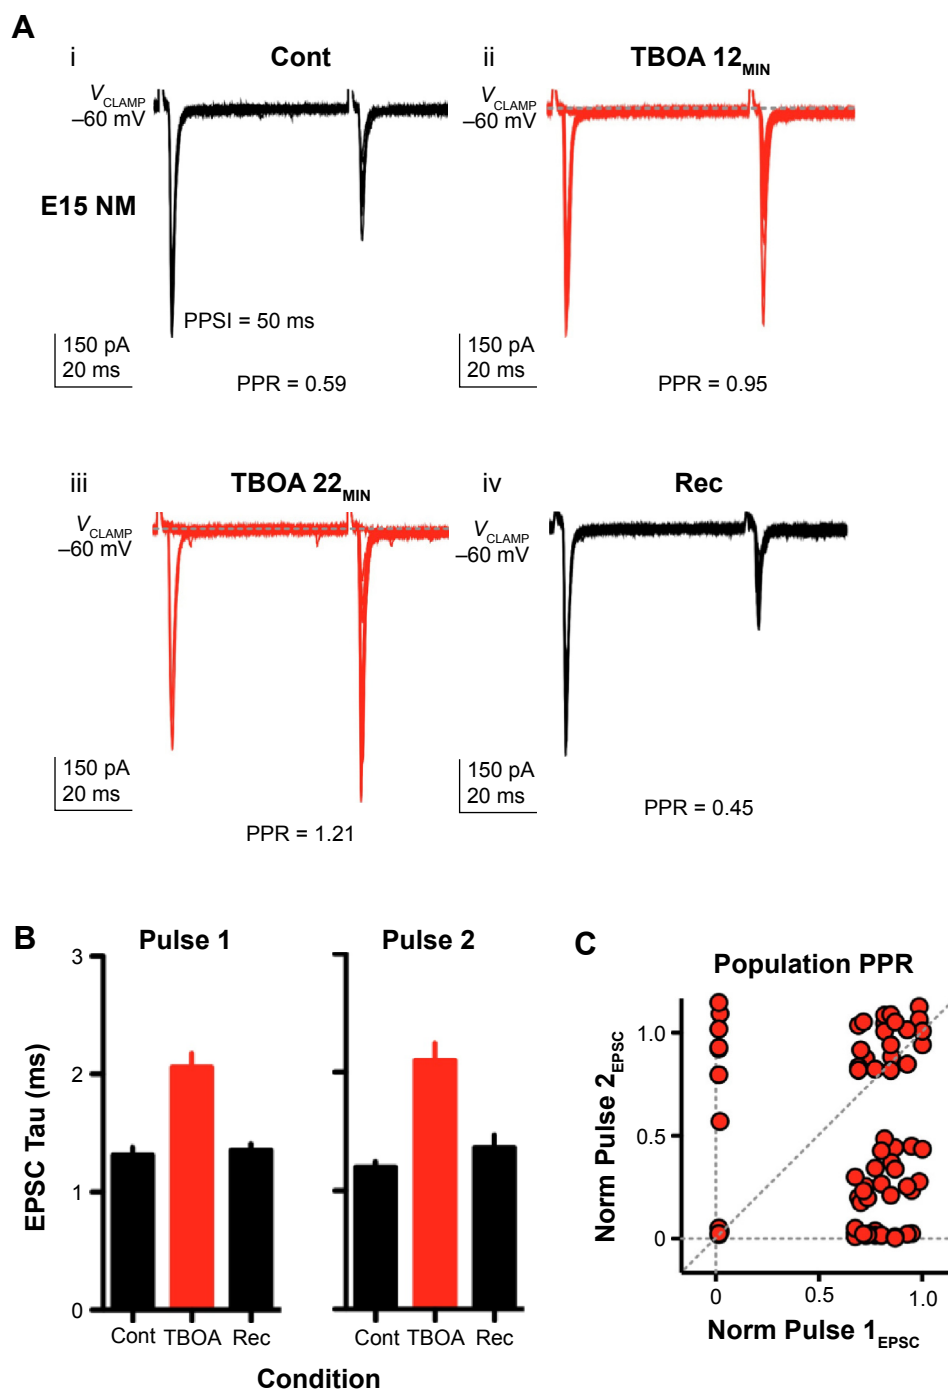 A
i
Cont
V CLAMP
–60 mV
E15 NM
PPSI = 50 ms
150 pA
20 ms
PPR = 0.59
ii
TBOA 12MIN
V CLAMP
–60 mV
150 pA
20 ms
PPR = 0.95
iii
TBOA 22MIN
V CLAMP
–60 mV
150 pA
20 ms
PPR = 1.21
iv
Rec
V CLAMP
–60 mV
150 pA
20 ms
PPR = 0.45
B
Pulse 1
Pulse 2
EPSC Tau (ms)
3
2
1
0
Cont TBOA Rec
Cont TBOA Rec
Condition
C
Population PPR
Norm Pulse 2EPSC
1.0
0.5
0
0 0.5 1.0
Norm Pulse 1EPSC